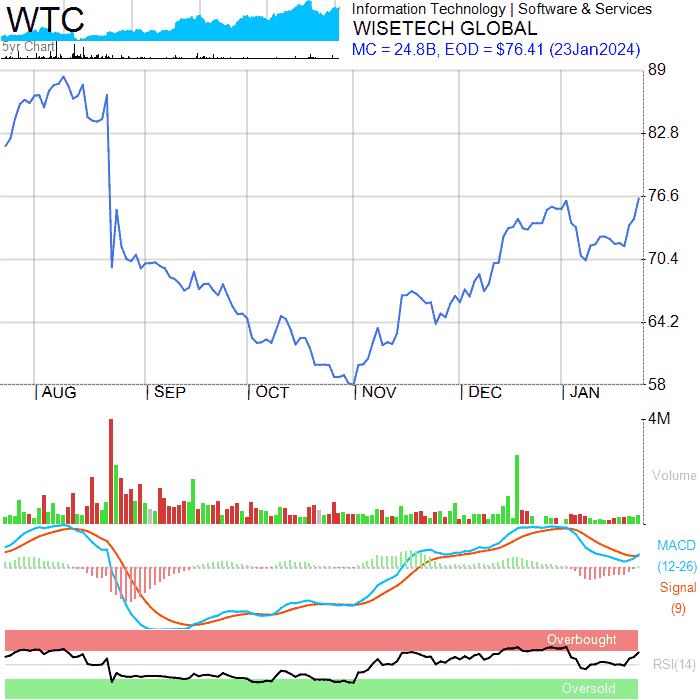 WTC
5yr Chart
Information Technology | Software & Services
WISETECH GLOBAL
MC = 24.8B, EOD = $76.41 (23Jan2024)
89
82.8
76.6
70.4
64.2
58
AUG
SEP
OCT
NOV
DEC
JAN
4M
Volume
MACD
(12-26)
Signal
(9)
Overbought
RSI(14)
Oversold